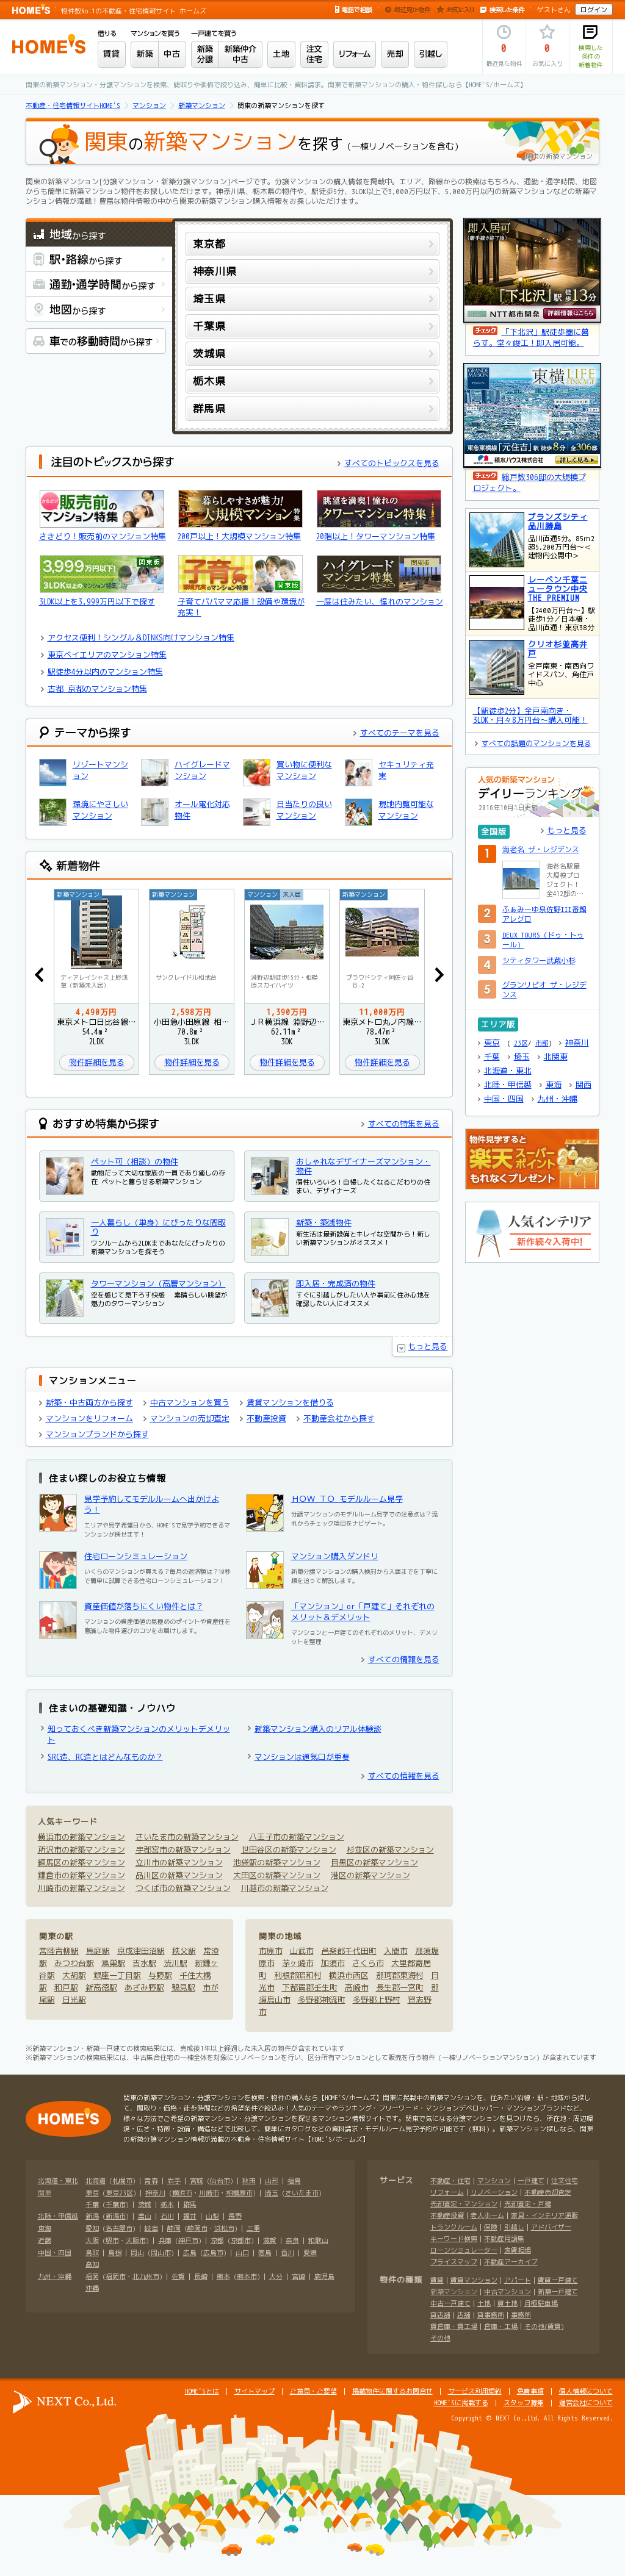 HOME'S 物件数No.1の不動産・住宅情報サイト ホームズ
電話で相談 最近見た物件 お気に入り 検索した条件 ゲストさん ログイン
HOME'S
借りる マンションを買う 一戸建てを買う
賃貸 新築 中古 新築分譲 新築仲介中古 土地 注文住宅 リフォーム 売却 引越し
0 最近見た物件
0 お気に入り
検索した条件の新着物件
関東の新築マンション・分譲マンションを検索、間取りや価格で絞り込み、簡単に比較・資料請求。関東で新築マンションの購入・物件探しなら【HOME'S/ホームズ】
不動産・住宅情報サイトHOME'S > マンション > 新築マンション > 関東の新築マンションを探す
関東の新築マンションを探す(一棟リノベーションを含む)
関東の新築マンション
関東の新築マンション[分譲マンション・新築分譲マンション]ページです。分譲マンションの購入情報を掲載中。エリア、路線からの検索はもちろん、通勤・通学時間、地図
からも簡単に新築マンション物件をお探しいただけます。神奈川県、栃木県の物件や、駅徒歩5分、3LDK以上で3,000万円以下、5,000万円以内の新築マンションなどの新築マ
ンション情報が満載!豊富な物件情報の中から関東の新築マンション購入情報をお探しいただけます。
地域から探す
駅・路線から探す
通勤・通学時間から探す
地図から探す
車での移動時間から探す
東京都
神奈川県
埼玉県
千葉県
茨城県
栃木県
群馬県
即入居可
「下北沢」駅徒歩13分
NTT都市開発 詳細情報はこちら
チェック 「下北沢」駅徒歩圏に暮らす。堂々竣工!即入居可能。
東横 LIFE LINKAGE
東急東横線「元住吉」駅徒歩8分 全306邸
積水ハウス株式会社 詳しく見る
チェック 総戸数306邸の大規模プロジェクト。
注目のトピックスから探す
すべてのトピックスを見る
販売前のマンション特集
暮らしやすさが魅力!大規模マンション特集
眺望を満喫!憧れのタワーマンション特集
さきどり!販売前のマンション特集
200戸以上!大規模マンション特集
20階以上!タワーマンション特集
3,999万円以下! 3LDK以上のマンション特集 関東版
子育てのマンション特集 関東版
ハイグレードマンション特集 関東版
3LDK以上を3,999万円以下で探す
子育てパパママ応援!設備や環境が充実!
一度は住みたい、憧れのマンション
アクセス便利!シングル&DINKS向けマンション特集
東京ベイエリアのマンション特集
駅徒歩4分以内のマンション特集
古都 京都のマンション特集
プランズシティ品川勝島
品川直通5分。85m2超5,200万円台~<建物内公開中>
レーベン千葉ニュータウン中央THE PREMIUM
【2400万円台~】駅徒歩1分/日本橋・品川直通!東京38分
クリオ杉並高井戸
全戸南東・南西向ワイドスパン、角住戸中心
【駅徒歩2分】全戸南向き・3LDK・月々8万円台~購入可能!
すべての話題のマンションを見る
テーマから探す
すべてのテーマを見る
リゾートマンション
ハイグレードマンション
買い物に便利なマンション
セキュリティ充実
環境にやさしいマンション
オール電化対応物件
日当たりの良いマンション
現地内覧可能なマンション
人気の新築マンション
デイリーランキング
2016年10月1日更新
全国版 もっと見る
1 海老名 ザ・レジデンス
海老名駅最大規模プロジェクト!全412邸の…
2 ふぁみーゆ泉佐野III番館アレグロ
3 DEUX TOURS(ドゥ・トゥール)
4 シティタワー武蔵小杉
5 グランリビオ ザ・レジデンス
エリア版
東京 (23区/市部) 神奈川
千葉 埼玉 北関東
北海道・東北
北陸・甲信越 東海 関西
中国・四国 九州・沖縄
新着物件
新築マンション
新築マンション
マンション 未入居
新築マンション
ディアレイシャス上野浅草(新築未入居)
サンクレイドル相武台
淵野辺駅徒歩15分・相模原スカイハイツ
プラウドシティ阿佐ヶ谷 B-2
4,490万円
東京メトロ日比谷線…
54.4m²
2LDK
物件詳細を見る
2,598万円
小田急小田原線 相…
70.8m²
3LDK
物件詳細を見る
1,390万円
JR横浜線 淵野辺…
62.11m²
3DK
物件詳細を見る
11,000万円
東京メトロ丸ノ内線…
78.47m²
3LDK
物件詳細を見る
おすすめ特集から探す
すべての特集を見る
ペット可(相談)の物件
動物だって大切な家族の一員であり癒しの存在 ペットと暮らせる新築マンション
おしゃれなデザイナーズマンション・物件
個性いろいろ!自慢したくなるこだわりの住まい、デザイナーズ
一人暮らし(単身)にぴったりな間取り
ワンルームから2LDKまであなたにぴったりの新築マンションを探そう
新築・築浅物件
新生活は最新設備とキレイな空間から!新しい新築マンションがオススメ!
タワーマンション(高層マンション)
空を感じて見下ろす快感 素晴らしい眺望が魅力のタワーマンション
即入居・完成済の物件
すぐに引越しがしたい人や事前に住み心地を確認したい人にオススメ
もっと見る
物件見学すると楽天スーパーポイントもれなくプレゼント!
人気インテリア 新作続々入荷中!
マンションメニュー
新築・中古両方から探す 中古マンションを買う 賃貸マンションを借りる
マンションをリフォーム マンションの売却査定 不動産投資 不動産会社から探す
マンションブランドから探す
住まい探しのお役立ち情報
見学予約してモデルルームへ出かけよう!
エリアや見学希望日から、HOME'Sで見学予約できるマンションが探せます!
HOW TO モデルルーム見学
分譲マンションのモデルルーム見学での注意点は?流れからチェック項目をナビゲート。
住宅ローンシミュレーション
いくらのマンションが買える?毎月の返済額は?10秒で簡単に試算できる住宅ローンシミュレーション!
マンション購入ダンドリ
新築分譲マンションの購入検討から入居までを丁寧に順を追って解説します。
資産価値が落ちにくい物件とは?
マンションの資産価値の見極めのポイントや資産性を意識した物件選びのコツをお届けします。
「マンション」or「戸建て」それぞれのメリット&デメリット
マンションと一戸建てのそれぞれのメリット、デメリットを整理
すべての情報を見る
住まいの基礎知識・ノウハウ
知っておくべき新築マンションのメリットデメリット
新築マンション購入のリアル体験談
SRC造、RC造とはどんなものか?
マンションは通気口が重要
すべての情報を見る
人気キーワード
横浜市の新築マンション さいたま市の新築マンション 八王子市の新築マンション
所沢市の新築マンション 宇都宮市の新築マンション 世田谷区の新築マンション 杉並区の新築マンション
練馬区の新築マンション 立川市の新築マンション 池袋駅の新築マンション 目黒区の新築マンション
鎌倉市の新築マンション 品川区の新築マンション 大田区の新築マンション 港区の新築マンション
川崎市の新築マンション つくば市の新築マンション 川越市の新築マンション
関東の駅
常陸青柳駅 馬庭駅 京成津田沼駅 秩父駅 常澄
駅 みつわ台駅 渋川駅 吉水駅 渋川駅 新鎌ヶ
谷駅 大胡駅 銀座一丁目駅 与野駅 千住大橋
駅 和戸駅 新高徳駅 あざみ野駅 鶴見駅 市が
尾駅 日光駅
関東の地域
市原市 山武市 邑楽郡千代田町 入間市 那須塩
原市 茅ヶ崎市 加須市 さくら市 大里郡寄居
町 利根郡昭和村 横浜市西区 那珂郡東海村 日
光市 下都賀郡壬生町 高崎市 長生郡一宮町 那
須烏山市 多野郡神流町 多野郡上野村 習志野
市
※新築マンション・新築一戸建ての検索結果には、完成後1年以上経過した未入居の物件が含まれています
※新築マンションの検索結果には、中古集合住宅の一棟全体を対象にリノベーションを行い、区分所有マンションとして販売を行う物件(一棟リノベーションマンション)が含まれています
HOME'S
関東の新築マンション・分譲マンションを検索・物件の購入なら【HOME'S/ホームズ】関東に掲載中の新築マンションを、住みたい沿線・駅・地域から探し
て、間取り・価格・徒歩時間などの希望条件で絞込み!人気のテーマやランキング・フリーワード・マンションデベロッパー・マンションブランドなど、
様々な方法でご希望の新築マンション・分譲マンションを探せるマンション情報サイトです。関東で気になる分譲マンションを見つけたら、所在地・周辺環
境・広さ・特徴・設備・構造などで比較して、簡単にカタログなどの資料請求・モデルルーム見学予約が可能です(無料)。新築マンション探しなら、関東の
新築分譲マンション情報が満載の不動産・住宅情報サイト【HOME'S/ホームズ】
北海道・東北 北海道(札幌市) | 青森 | 岩手 | 宮城(仙台市) | 秋田 | 山形 | 福島
関東 東京(東京23区) | 神奈川(横浜市・川崎市・相模原市) | 埼玉(さいたま市) | 千葉(千葉市) | 茨城 | 栃木 | 群馬
北陸・甲信越 新潟(新潟市) | 富山 | 石川 | 福井 | 山梨 | 長野
東海 愛知(名古屋市) | 岐阜 | 静岡(静岡市・浜松市) | 三重
近畿 大阪(堺市・大阪市) | 兵庫(神戸市) | 京都(京都市) | 滋賀 | 奈良 | 和歌山
中国・四国 鳥取 | 島根 | 岡山(岡山市) | 広島(広島市) | 山口 | 徳島 | 香川 | 愛媛 | 高知
九州・沖縄 福岡(福岡市・北九州市) | 佐賀 | 長崎 | 熊本(熊本市) | 大分 | 宮崎 | 鹿児島 | 沖縄
サービス
不動産・住宅 | マンション | 一戸建て | 注文住宅
リフォーム | リノベーション | 不動産売却査定
売却査定・マンション | 売却査定・戸建
不動産投資 | 老人ホーム | 家具・インテリア通販
トランクルーム | 保険 | 引越し | アドバイザー
キーワード検索 | 不動産用語集
ローンシミュレーター | 家賃相場
プライスマップ | 不動産アーカイブ
物件の種類
賃貸 | 賃貸マンション | アパート | 賃貸一戸建て
新築マンション | 中古マンション | 新築一戸建て
中古一戸建て | 土地 | 貸土地 | 月極駐車場
貸店舗 | 店舗 | 貸事務所 | 事務所
貸倉庫・貸工場 | 倉庫・工場 | その他(賃貸)
その他
NEXT Co., Ltd.
HOME'Sとは | サイトマップ | ご意見・ご要望 | 掲載物件に関するお問合せ | サービス利用規約 | 免責事項 | 個人情報について
HOME'Sに掲載する | スタッフ募集 | 運営会社について
Copyright © NEXT Co.,Ltd. All Rights Reserved.